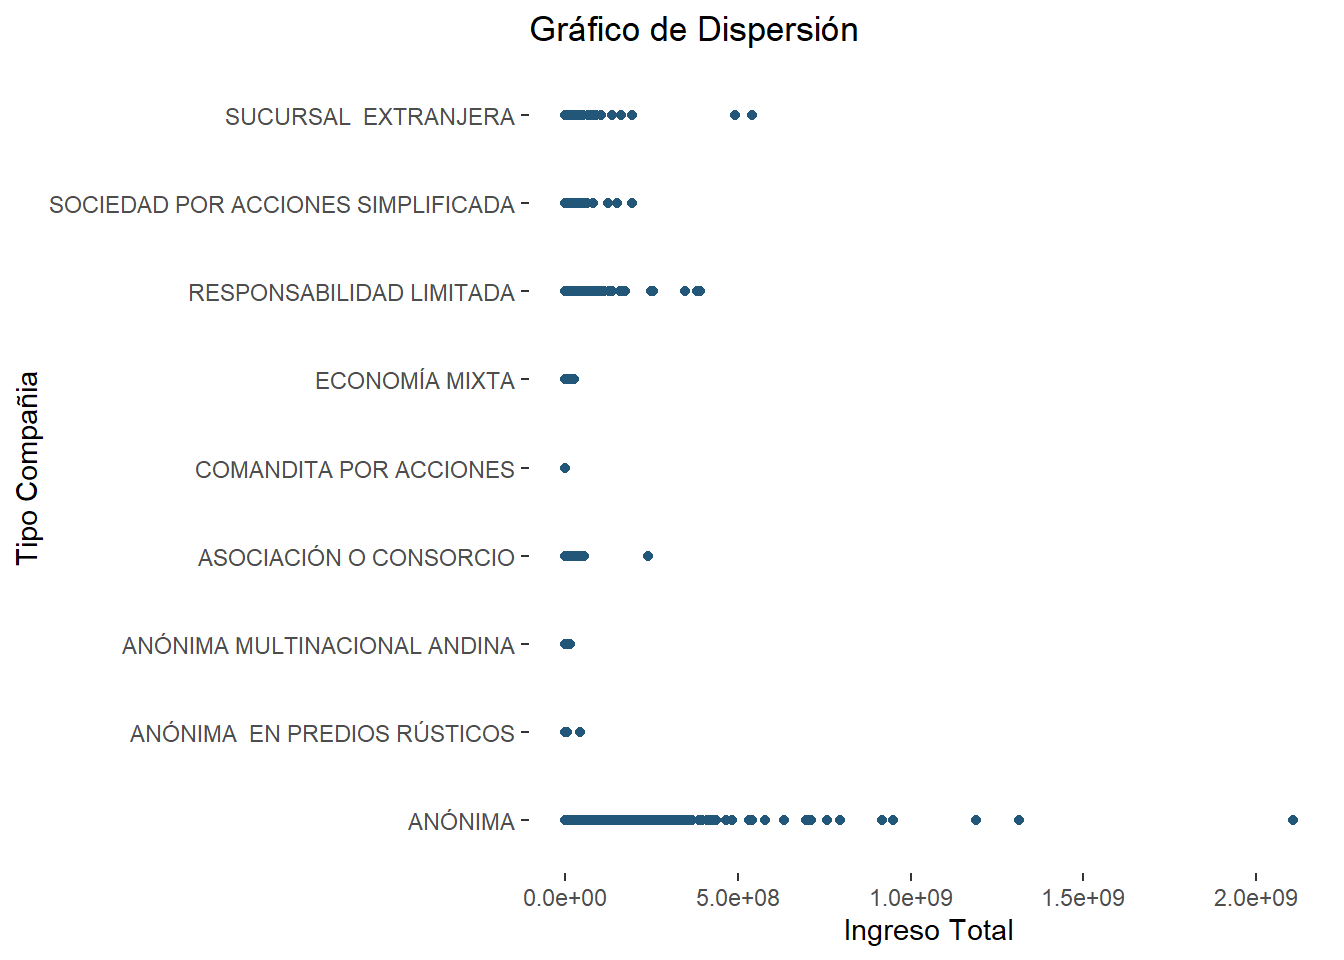 Gráfico de Dispersión
SUCURSAL  EXTRANJERA
SOCIEDAD POR ACCIONES SIMPLIFICADA
RESPONSABILIDAD LIMITADA
ECONOMÍA MIXTA
COMANDITA POR ACCIONES
ASOCIACIÓN O CONSORCIO
ANÓNIMA MULTINACIONAL ANDINA
ANÓNIMA  EN PREDIOS RÚSTICOS
ANÓNIMA
Tipo Compañia
0.0e+00 5.0e+08 1.0e+09 1.5e+09 2.0e+09
Ingreso Total